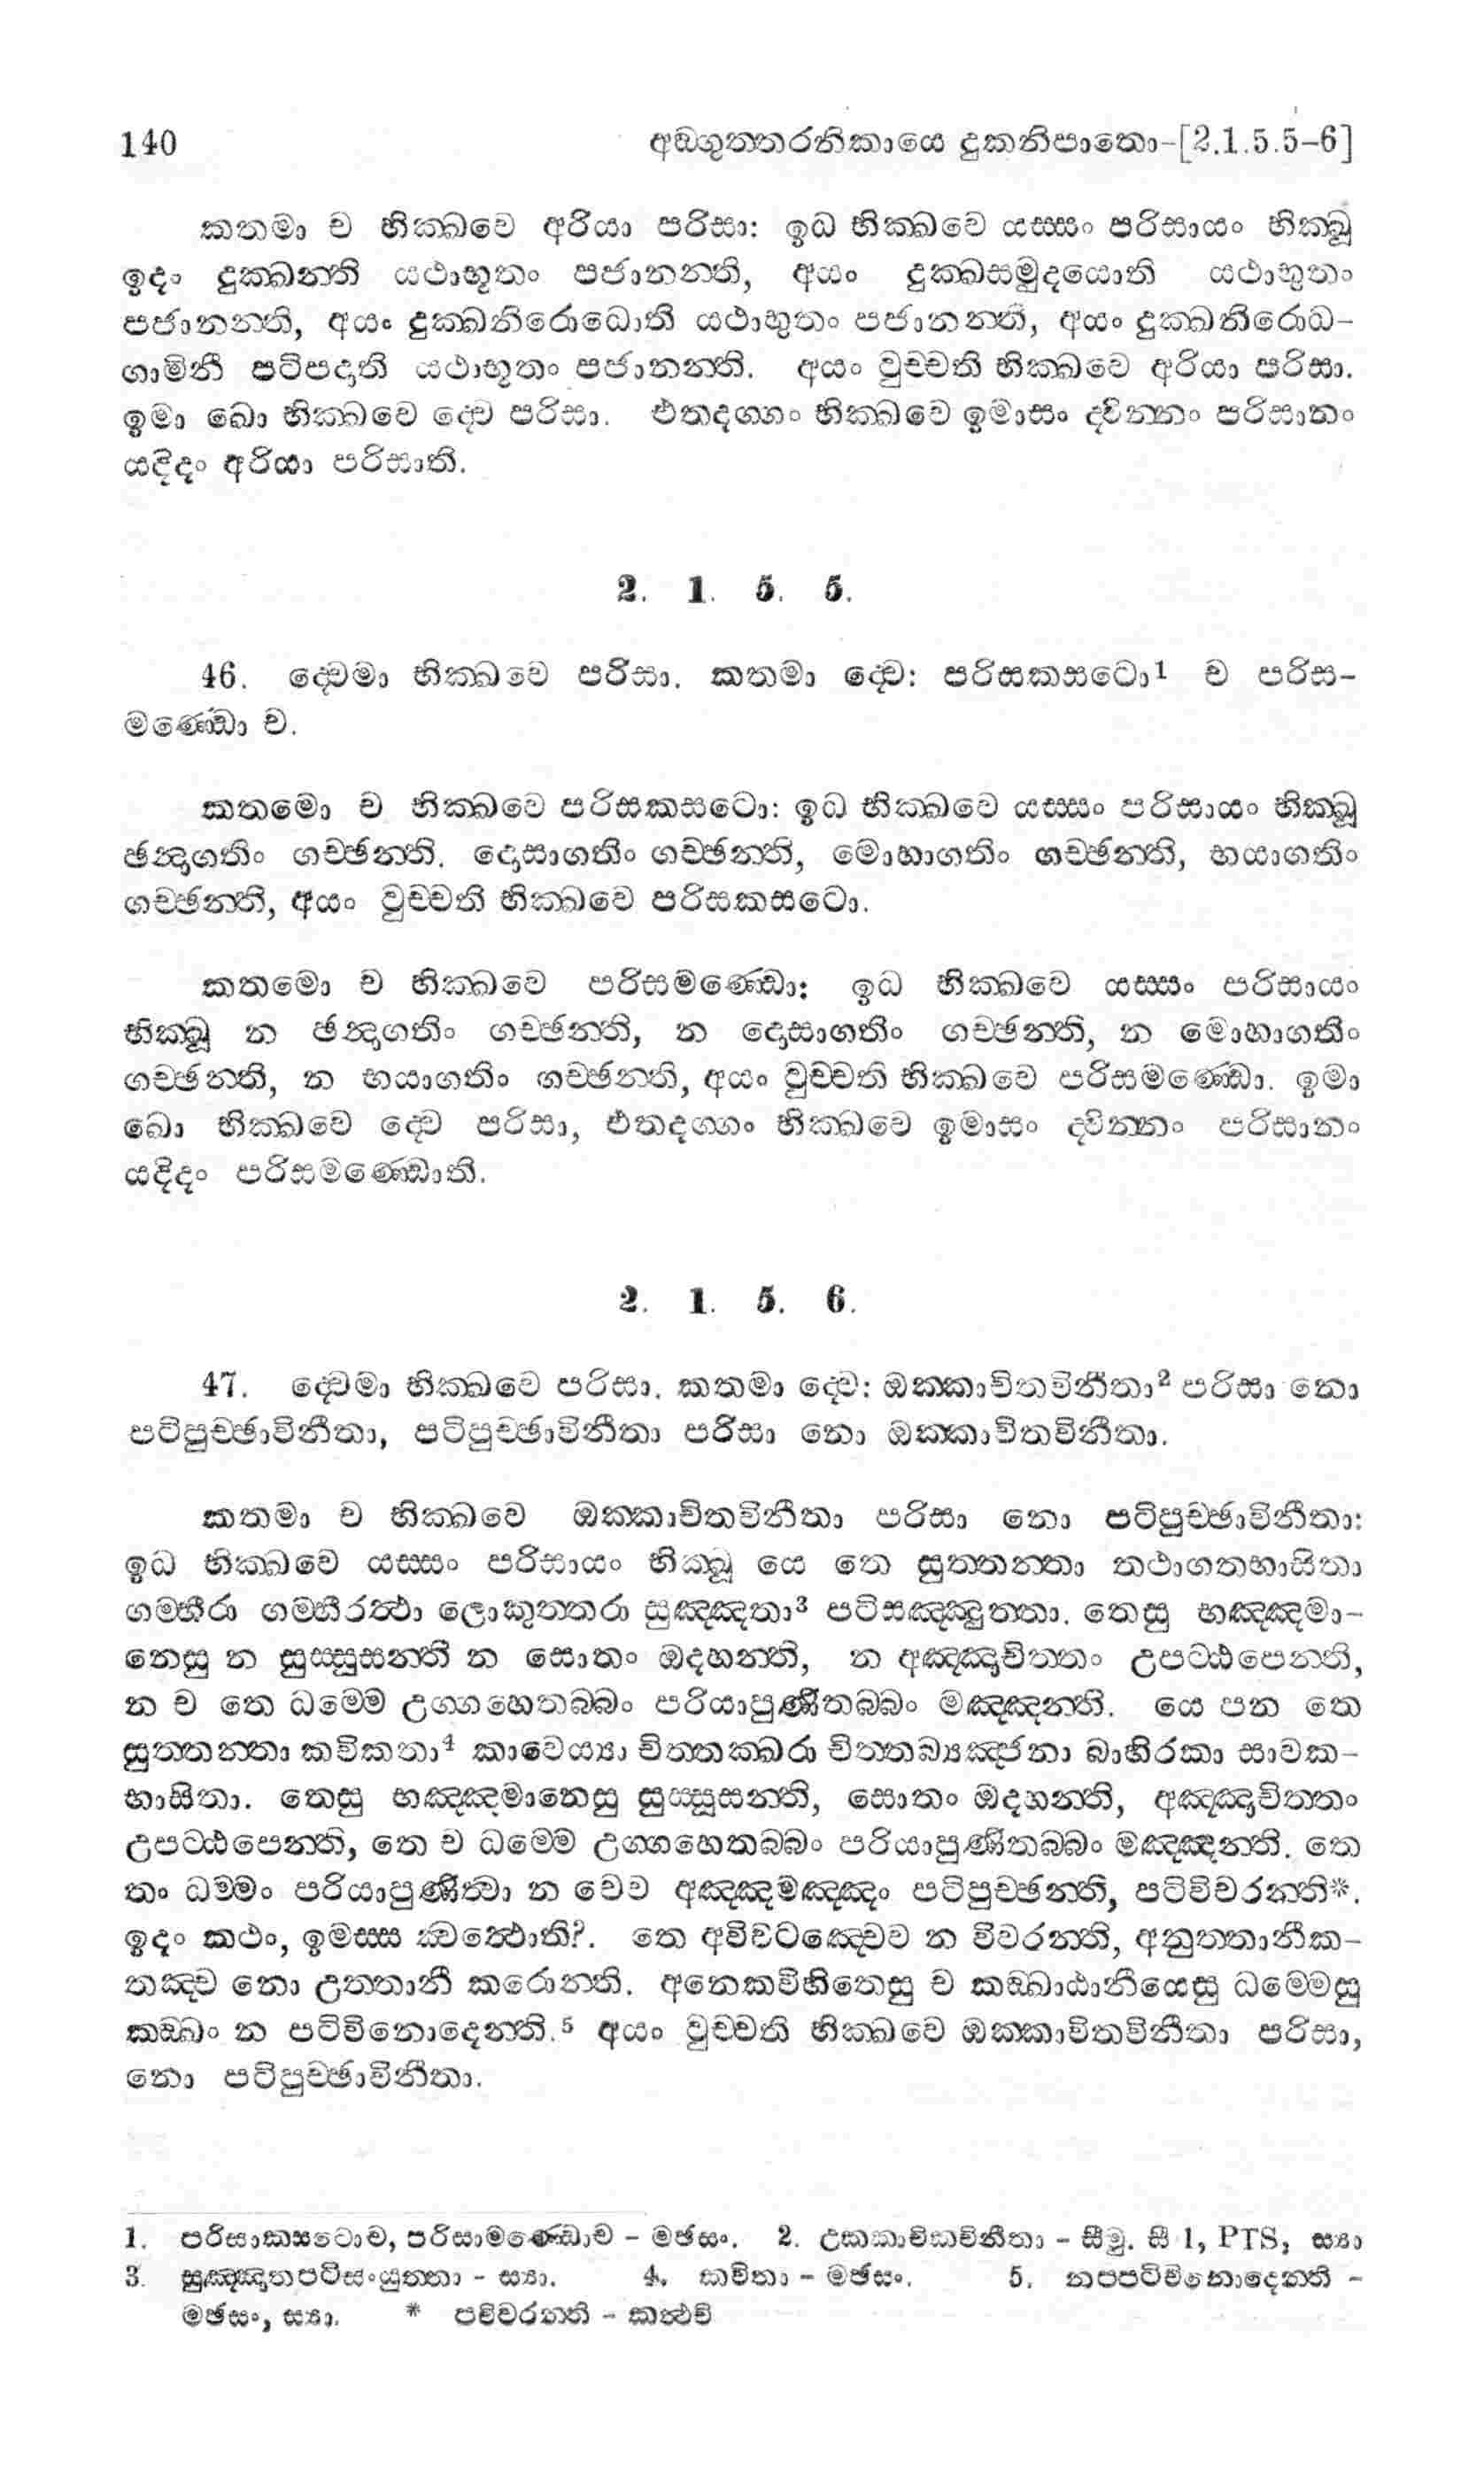 140 අඞ්ගුත්තරනිකායෙ දුකනිපාතො-[2.1.5.5-6]
කතමා ච භික්ඛවෙ අරියා පරිසා: ඉධ භික්ඛවෙ යස්සං පරිසායං භික්ඛූ
ඉදං දුක්ඛන්ති යථාභූතං පජානන්ති, අයං දුක්ඛසමුදයොති යථාභුතං
පජානන්ති, අයං දුක්ඛනිරොධොති යථාභුතං පජානන්ති, අයං දුක්ඛනිරොධ-
ගාමිනී පටිපදාති යථාභූතං පජානන්ති. අයං වුච්චති භික්ඛවෙ අරියා පරිසා.
ඉමා ඛො භික්ඛවෙ ද්වෙ පරිසා. එතදග්ගං භික්ඛවෙ ඉමාසං ද්වින්නං පරිසානං
යදිදං අරියා පරිසාති.
2. 1. 5. 5.
46. ද්වෙමා භික්ඛවෙ පරිසා. කතමා ද්වෙ: පරිසකසටො1 ච පරිස-
මණ්ඩො ච.
කතමො ච භික්ඛවෙ පරිසකසටො: ඉධ භික්ඛවෙ යස්සං පරිසායං භික්ඛූ
ඡන්දාගතිං ගච්ඡන්ති. දොසාගතිං ගච්ඡන්ති, මොහාගතිං ගච්ඡන්ති, භයාගතිං
ගච්ඡන්ති, අයං වුච්චති භික්ඛවෙ පරිසකසටො.
කතමො ච භික්ඛවෙ පරිසමණ්ඩො: ඉධ භික්ඛවෙ යස්සං පරිසායං
භික්ඛූ න ඡන්දාගතිං ගච්ඡන්ති, න දොසාගතිං ගච්ඡන්ති, න මොහාගතිං
ගච්ඡන්ති, න භයාගතිං ගච්ඡන්ති, අයං වුච්චති භික්ඛවෙ පරිසමණ්ඩො. ඉමා
ඛො භික්ඛවෙ ද්වෙ පරිසා, එතදග්ගං භික්ඛවෙ ඉමාසං ද්වින්නං පරිසානං
යදිදං පරිසමණ්ඩොති.
2. 1. 5. 6.
47. ද්වෙමා භික්ඛවෙ පරිසා. කතමා ද්වෙ: ඔක්කාචිතවිනීතා2 පරිසා නො
පටිපුච්ඡාවිනීතා, පටිපුච්ඡාවිනීතා පරිසා නො ඔක්කාචිතවිනීතා.
කතමා ච භික්ඛවෙ ඔක්කාචිතවිනීතා පරිසා නො පටිපුච්ඡාවිනීතා:
ඉධ භික්ඛවෙ යස්සං පරිසායං භික්ඛූ යෙ තෙ සුත්තන්තා තථාගතභාසිතා
ගම්භීරා ගම්භීරත්ථා ලොකුත්තරා සුඤ්ඤතා3 පටිසඤ්ඤුත්තා. තෙසු භඤ්ඤමා-
නෙසු න සුස්සූසන්ති න සොතං ඔදහන්ති, න අඤ්ඤාචිත්තං උපට්ඨපෙන්ති,
න ච තෙ ධම්මෙ උග්ගහෙතබ්බං පරියාපුණිතබ්බං මඤ්ඤන්ති. යෙ පන තෙ
සුත්තන්තා කවිකතා4 කාවෙය්‍යා චිත්තක්ඛරා චිත්තබ්‍යඤ්ජනා බාහිරකා සාවක-
භාසිතා. තෙසු භඤ්ඤමානෙසු සුස්සූසන්ති, සොතං ඔදහන්ති, අඤ්ඤාචිත්තං
උපට්ඨපෙන්ති, තෙ ච ධම්මෙ උග්ගහෙතබ්බං පරියාපුණිතබ්බං මඤ්ඤන්ති. තෙ
තං ධම්මං පරියාපුණිත්වා න චෙව අඤ්ඤමඤ්ඤං පටිපුච්ඡන්ති, පටිවිචරන්ති*.
ඉදං කථං, ඉමස්ස ක්වත්ථොති?. තෙ අවිවටඤ්චෙව න විවරන්ති, අනුත්තානීක-
තඤ්ච නො උත්තානී කරොන්ති. අනෙකවිහිතෙසු ච කඞ්ඛාඨානීයෙසු ධම්මෙසු
කඞ්ඛං න පටිවිනොදෙන්ති.5 අයං වුච්චති භික්ඛවෙ ඔක්කාචිතවිනීතා පරිසා,
නො පටිපුච්ඡාවිනීතා.
1. පරිසාකසටොච, පරිසාමණ්ඩොච - මඡසං. 2. උක්කාචිකචිනීතා - සීමු. සී 1, PTS, ස්‍යා
3. සුඤ්ඤතපටිසංයුත්තා - ස්‍යා. 4. කවිතා - මඡසං. 5. නප්පටිවිනොදෙන්ති -
මඡසං, ස්‍යා. * පවිචරන්ති - කත්ථචි